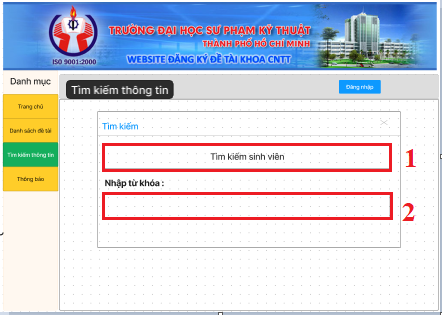 TRƯỜNG ĐẠI HỌC SƯ PHẠM KỸ THUẬT
THÀNH PHỐ HỒ CHÍ MINH
ISO 9001:2000
WEBSITE ĐĂNG KÝ ĐỀ TÀI KHOA CNTT
Danh mục
Tìm kiếm thông tin
Đăng nhập
Trang chủ
Danh sách đề tài
Tìm kiếm thông tin
Thông báo
Tìm kiếm
Tìm kiếm sinh viên
1
Nhập từ khóa :
2